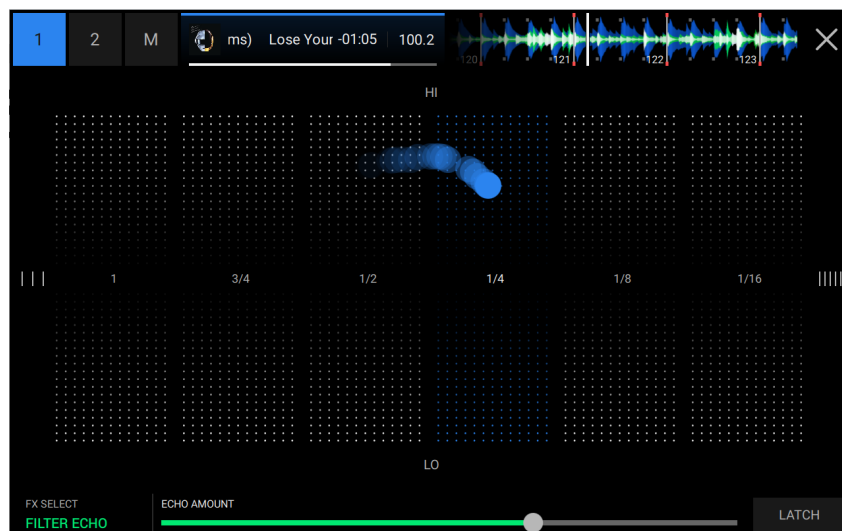 1 2 M ms) Lose Your -01:05 100.2
120 121 122 123
HI
1 3/4 1/2 1/4 1/8 1/16
LO
FX SELECT
FILTER ECHO
ECHO AMOUNT
LATCH